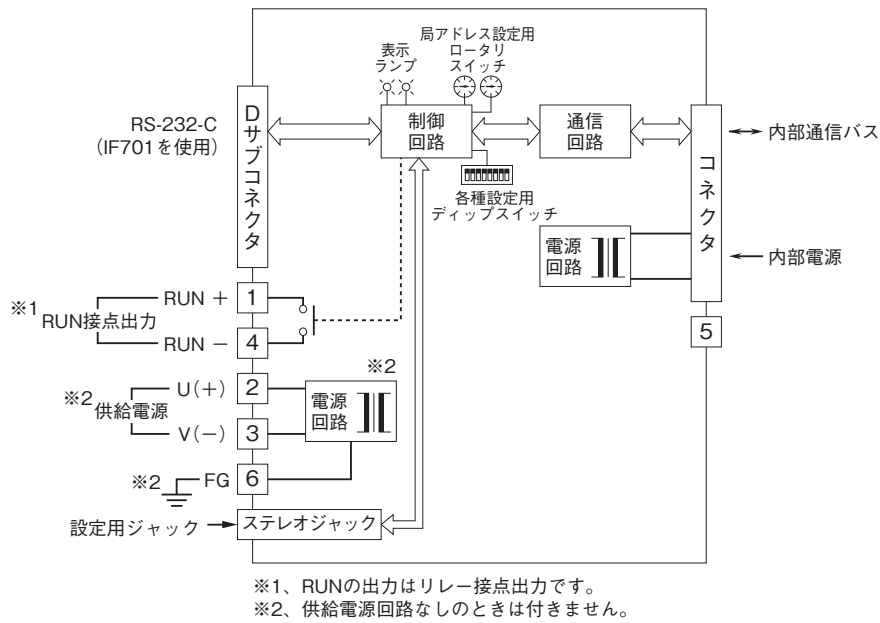 局アドレス設定用
ロータリ
スイッチ
表示
ランプ
RS-232-C
（IF701を使用）
Dサブコネクタ
制御
回路
通信
回路
コネクタ
内部通信バス
各種設定用
ディップスイッチ
電源
回路
内部電源
※1
RUN接点出力
RUN ＋
1
RUN －
4
5
※2
供給電源
U（＋）
2
V（－）
3
※2
電源
回路
※2
FG
6
設定用ジャック
ステレオジャック
※1、RUNの出力はリレー接点出力です。
※2、供給電源回路なしのときは付きません。